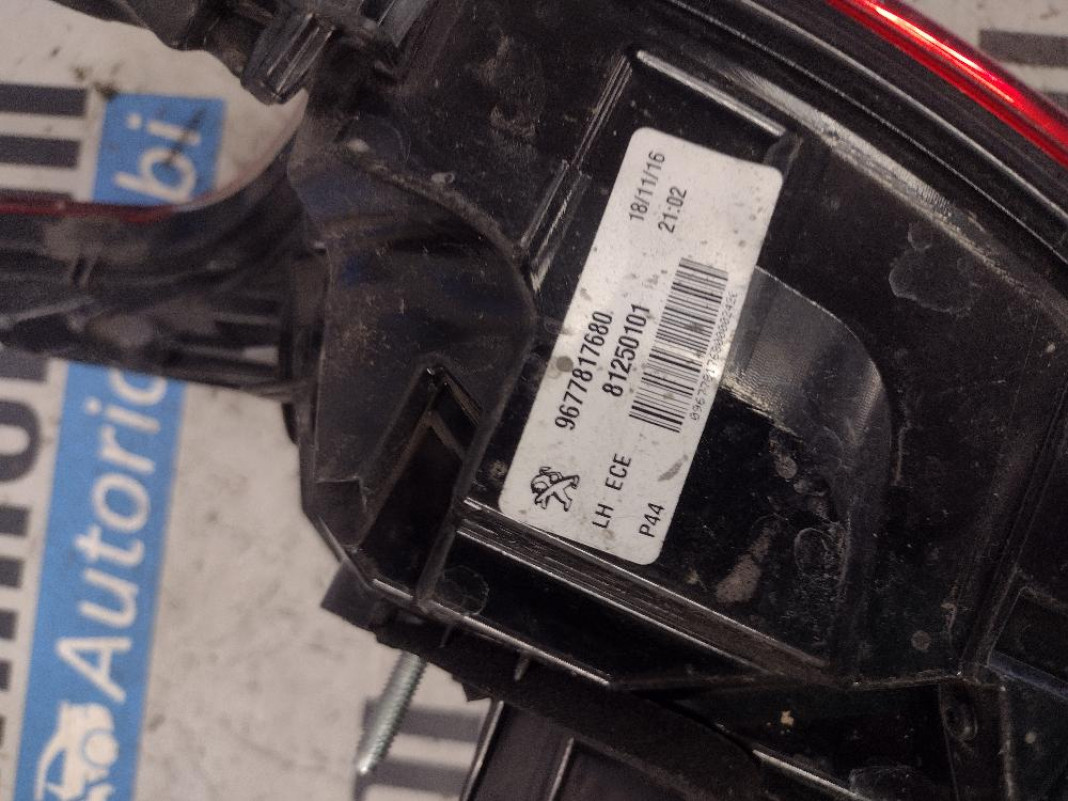 18/11/16
21:02
9677817680
81250101
LH ECE
P44
Autoric
bi